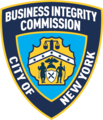 BUSINESS INTEGRITY
COMMISSION
CITY OF
NEW YORK